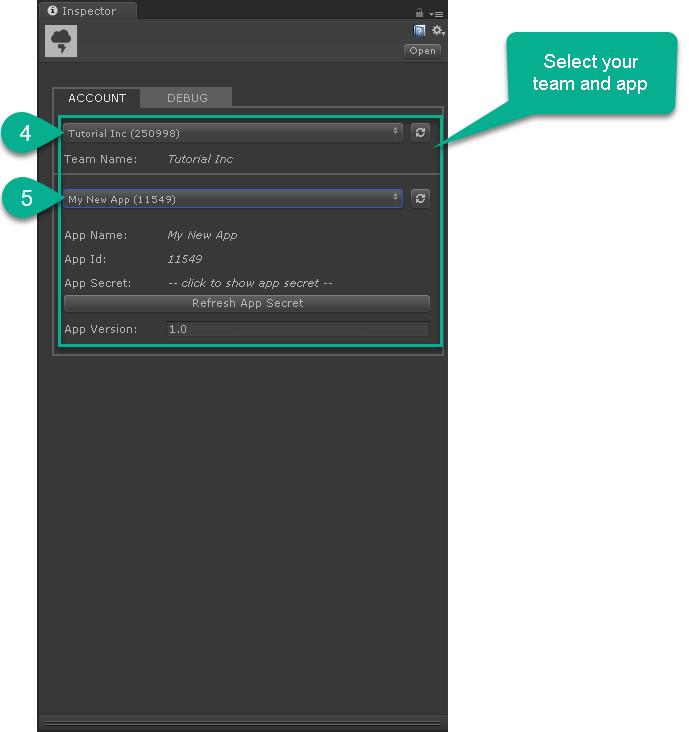 Inspector
Open
Select your
team and app
ACCOUNT DEBUG
4
Tutorial Inc (250998)
Team Name: Tutorial Inc
5
My New App (11549)
App Name: My New App
App Id: 11549
App Secret: -- click to show app secret --
Refresh App Secret
App Version: 1.0